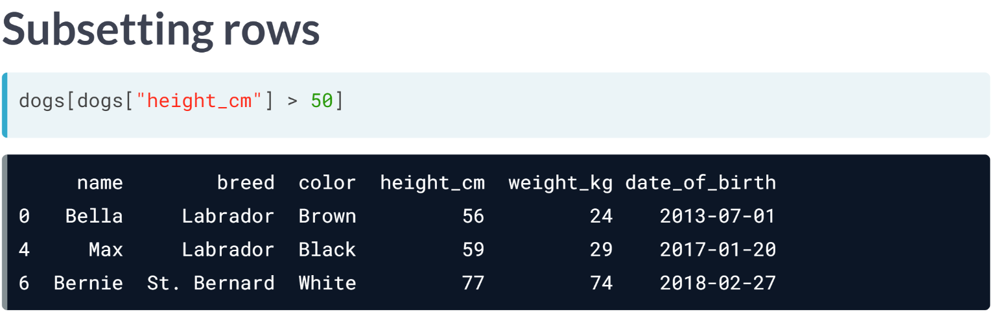 Subsetting rows
dogs[dogs["height_cm"] > 50]
name breed color height_cm weight_kg date_of_birth
0 Bella Labrador Brown 56 24 2013-07-01
4 Max Labrador Black 59 29 2017-01-20
6 Bernie St. Bernard White 77 74 2018-02-27